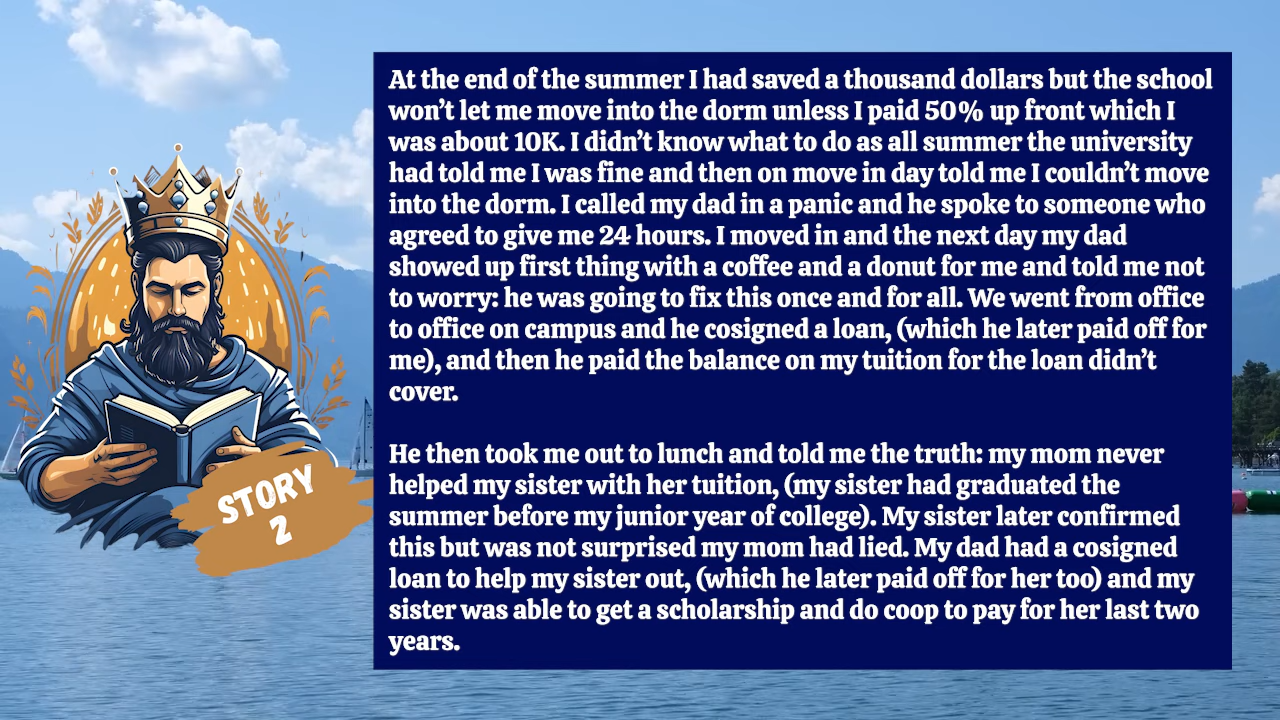 At the end of the summer I had saved a thousand dollars but the school
won't let me move into the dorm unless I paid 50% up front which I
was about 10K. I didn't know what to do as all summer the university
had told me I was fine and then on move in day told me I couldn't move
into the dorm. I called my dad in a panic and he spoke to someone who
agreed to give me 24 hours. I moved in and the next day my dad
showed up first thing with a coffee and a donut for me and told me not
to worry: he was going to fix this once and for all. We went from office
to office on campus and he cosigned a loan, (which he later paid off for
me), and then he paid the balance on my tuition for the loan didn't
cover.
He then took me out to lunch and told me the truth: my mom never
helped my sister with her tuition, (my sister had graduated the
summer before my junior year of college). My sister later confirmed
this but was not surprised my mom had lied. My dad had a cosigned
loan to help my sister out, (which he later paid off for her too) and my
sister was able to get a scholarship and do coop to pay for her last two
years.
STORY
2